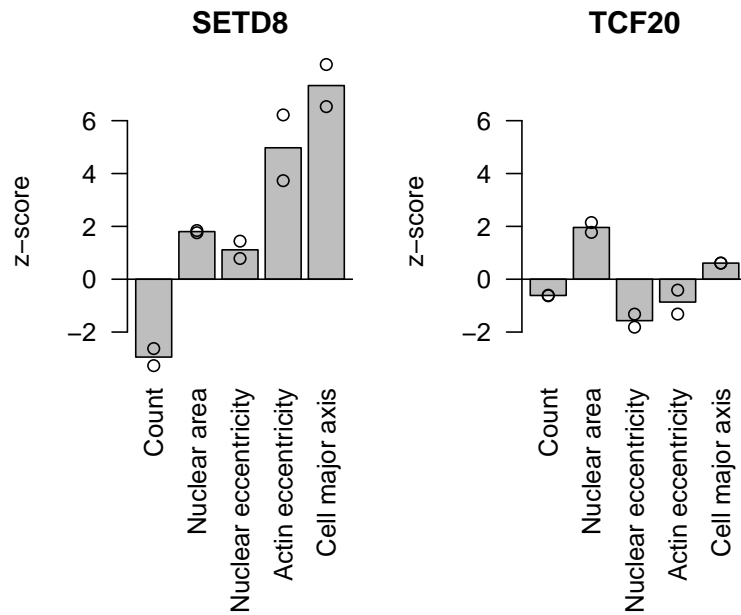 SETD8
z−score
6
4
2
0
−2
Count
Nuclear area
Nuclear eccentricity
Actin eccentricity
Cell major axis
TCF20
z−score
6
4
2
0
−2
Count
Nuclear area
Nuclear eccentricity
Actin eccentricity
Cell major axis